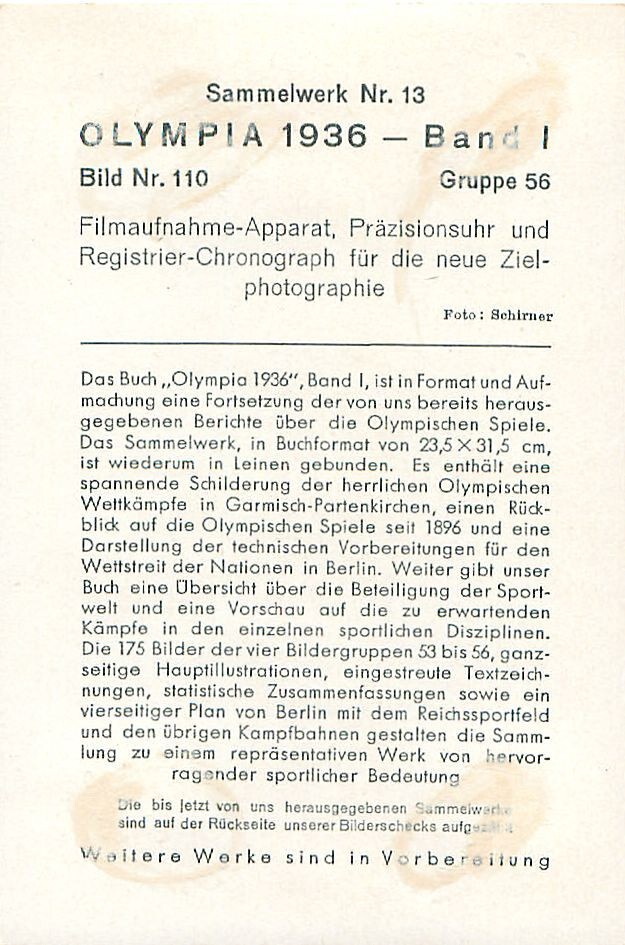 Sammelwerk Nr. 13
OLYMPIA 1936 — Band I
Bild Nr. 110 Gruppe 56
Filmaufnahme-Apparat, Präzisionsuhr und
Registrier-Chronograph für die neue Ziel-
photographie
Foto: Schirner
Das Buch „Olympia 1936“, Band I, ist in Format und Auf-
machung eine Fortsetzung der von uns bereits heraus-
gegebenen Berichte über die Olympischen Spiele.
Das Sammelwerk, in Buchformat von 23,5 × 31,5 cm,
ist wiederum in Leinen gebunden. Es enthält eine
spannende Schilderung der herrlichen Olympischen
Wettkämpfe in Garmisch-Partenkirchen, einen Rück-
blick auf die Olympischen Spiele seit 1896 und eine
Darstellung der technischen Vorbereitungen für den
Wettstreit der Nationen in Berlin. Weiter gibt unser
Buch eine Übersicht über die Beteiligung der Sport-
welt und eine Vorschau auf die zu erwartenden
Kämpfe in den einzelnen sportlichen Disziplinen.
Die 175 Bilder der vier Bildergruppen 53 bis 56, ganz-
seitige Hauptillustrationen, eingestreute Textzeich-
nungen, statistische Zusammenfassungen sowie ein
vierseitiger Plan von Berlin mit dem Reichssportfeld
und den übrigen Kampfbahnen gestalten die Samm-
lung zu einem repräsentativen Werk von hervor-
ragender sportlicher Bedeutung
Die bis jetzt von uns herausgegebenen Sammelwerke
sind auf der Rückseite unserer Bilderschecks aufgezählt
Weitere Werke sind in Vorbereitung